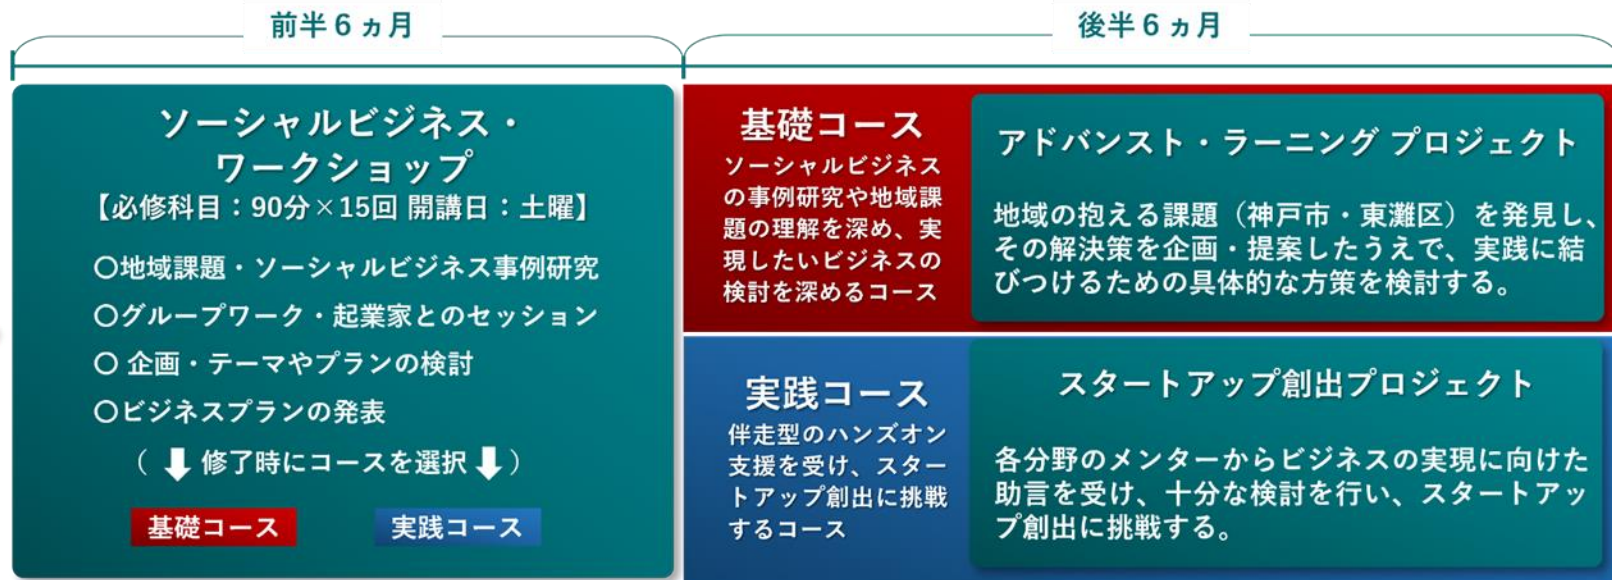 前半６ヵ月
後半６ヵ月
ソーシャルビジネス・
ワークショップ
【必修科目：90分×15回 開講日：土曜】
〇地域課題・ソーシャルビジネス事例研究
〇グループワーク・起業家とのセッション
〇 企画・テーマやプランの検討
〇ビジネスプランの発表
（ ⬇ 修了時にコースを選択 ⬇ ）
基礎コース
実践コース
基礎コース
ソーシャルビジネス
の事例研究や地域課
題の理解を深め、実
現したいビジネスの
検討を深めるコース
アドバンスト・ラーニング プロジェクト
地域の抱える課題（神戸市・東灘区）を発見し、
その解決策を企画・提案したうえで、実践に結
びつけるための具体的な方策を検討する。
実践コース
伴走型のハンズオン
支援を受け、スター
トアップ創出に挑戦
するコース
スタートアップ創出プロジェクト
各分野のメンターからビジネスの実現に向けた
助言を受け、十分な検討を行い、スタートアッ
プ創出に挑戦する。